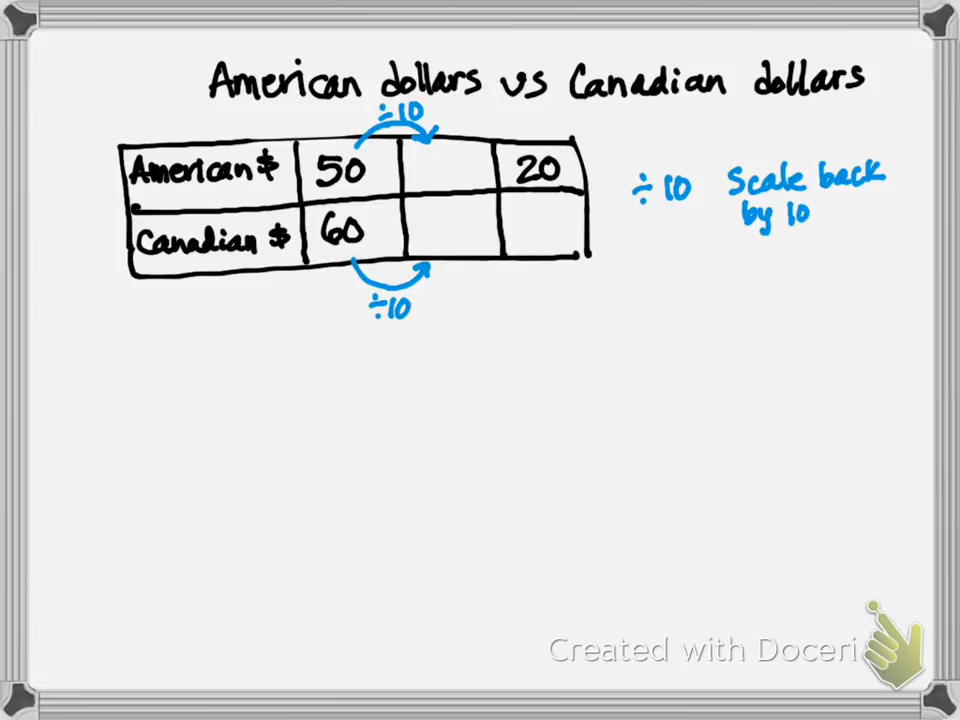 American dollars vs Canadian dollars
÷10
American $ 50 20
÷10 Scale back
by 10
Canadian $ 60
÷10
Created with Doceri